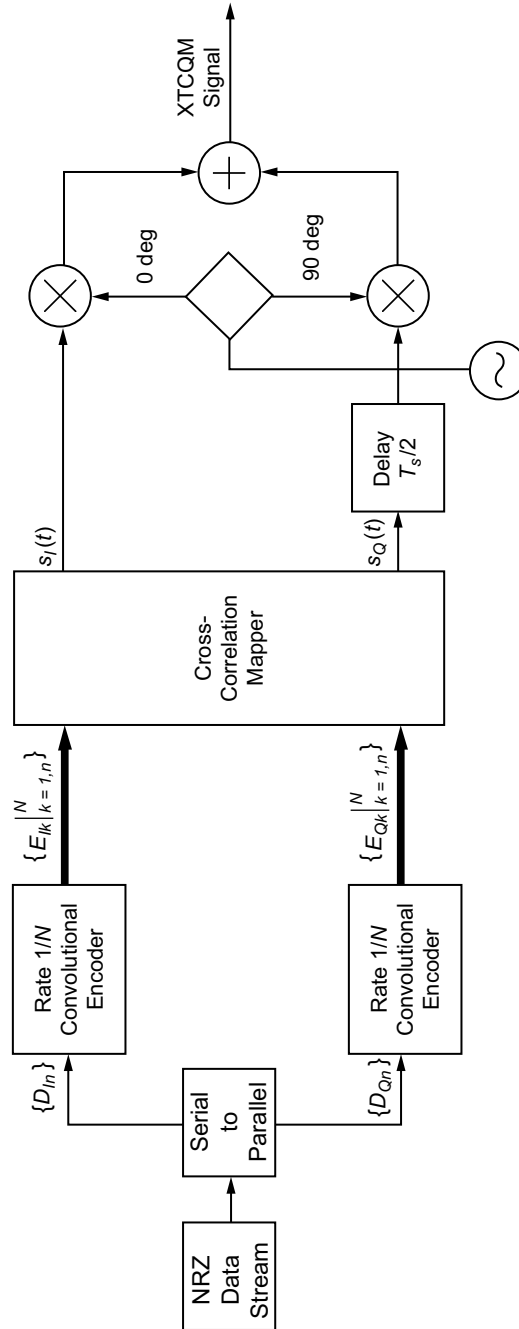 NRZ
Data
Stream
Serial
to
Parallel
{D_In}
{D_Qn}
Rate 1/N
Convolutional
Encoder
Rate 1/N
Convolutional
Encoder
{E_Ik|^N_k = 1,n}
{E_Qk|^N_k = 1,n}
Cross-
Correlation
Mapper
s_I(t)
s_Q(t)
Delay
T_s/2
0 deg
90 deg
XTCQM
Signal